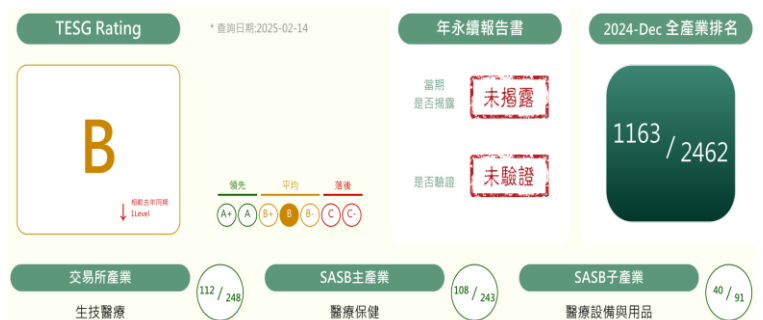 TESG Rating
* 查詢日期:2025-02-14
年永續報告書
2024-Dec 全產業排名
B
相較去年同期
1Level
領先 平均 落後
A+ A B+ B B- C C-
當期
是否揭露
未揭露
是否驗證
未驗證
1163 / 2462
交易所產業
112 / 248
生技醫療
SASB主產業
108 / 243
醫療保健
SASB子產業
40 / 91
醫療設備與用品